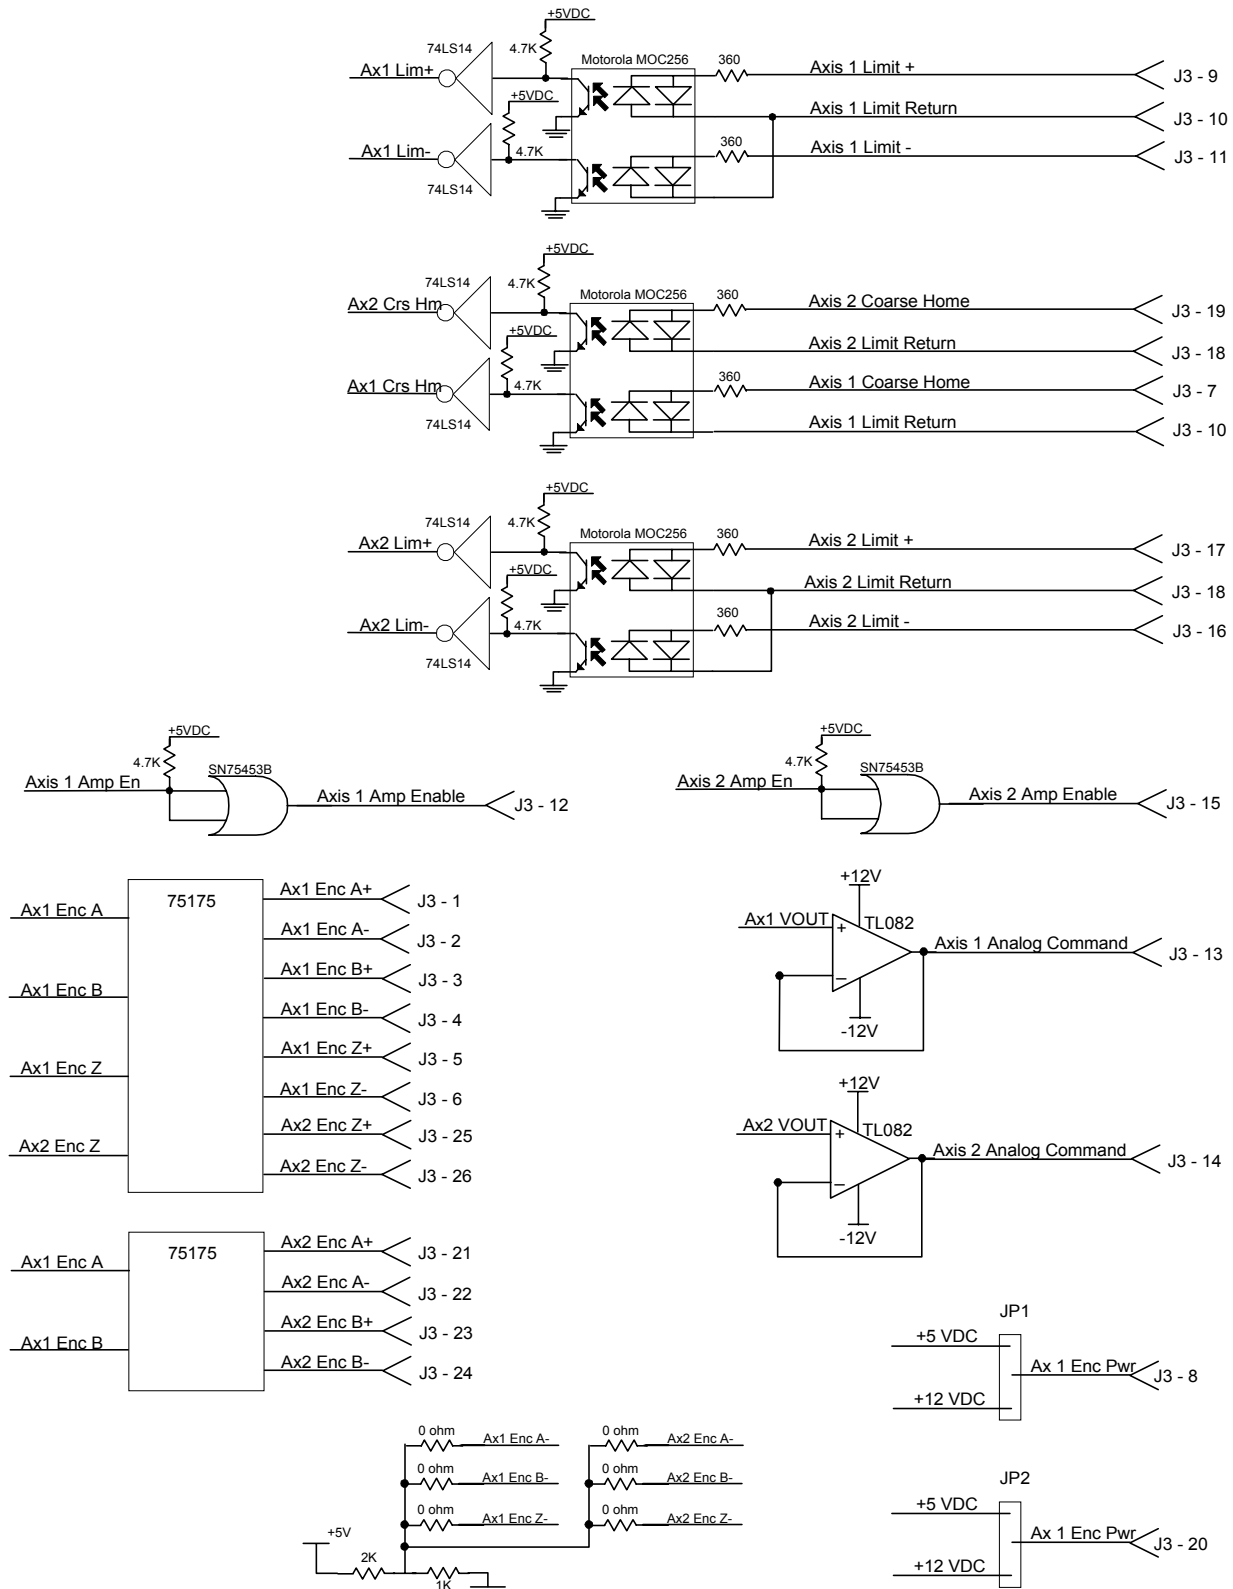 +5VDC
74LS14
4.7K
Motorola MOC256
360
Ax1 Lim+
Axis 1 Limit +
J3 - 9
+5VDC
Axis 1 Limit Return
J3 - 10
4.7K
360
Ax1 Lim-
Axis 1 Limit -
J3 - 11
74LS14
+5VDC
74LS14
4.7K
Motorola MOC256
360
Ax2 Crs Hm
Axis 2 Coarse Home
J3 - 19
+5VDC
Axis 2 Limit Return
J3 - 18
360
Ax1 Crs Hm
4.7K
Axis 1 Coarse Home
J3 - 7
74LS14
Axis 1 Limit Return
J3 - 10
+5VDC
74LS14
4.7K
Motorola MOC256
360
Ax2 Lim+
Axis 2 Limit +
J3 - 17
+5VDC
Axis 2 Limit Return
J3 - 18
360
Ax2 Lim-
4.7K
Axis 2 Limit -
J3 - 16
74LS14
+5VDC
4.7K
SN75453B
Axis 1 Amp En
Axis 1 Amp Enable
J3 - 12
+5VDC
4.7K
SN75453B
Axis 2 Amp En
Axis 2 Amp Enable
J3 - 15
75175
Ax1 Enc A
Ax1 Enc B
Ax1 Enc Z
Ax2 Enc Z
Ax1 Enc A+
J3 - 1
Ax1 Enc A-
J3 - 2
Ax1 Enc B+
J3 - 3
Ax1 Enc B-
J3 - 4
Ax1 Enc Z+
J3 - 5
Ax1 Enc Z-
J3 - 6
Ax2 Enc Z+
J3 - 25
Ax2 Enc Z-
J3 - 26
+12V
Ax1 VOUT
+
TL082
Axis 1 Analog Command
J3 - 13
–
-12V
+12V
Ax2 VOUT
+
TL082
Axis 2 Analog Command
J3 - 14
–
-12V
75175
Ax1 Enc A
Ax1 Enc B
Ax2 Enc A+
J3 - 21
Ax2 Enc A-
J3 - 22
Ax2 Enc B+
J3 - 23
Ax2 Enc B-
J3 - 24
JP1
+5 VDC
Ax 1 Enc Pwr
J3 - 8
+12 VDC
0 ohm
Ax1 Enc A-
0 ohm
Ax2 Enc A-
0 ohm
Ax1 Enc B-
0 ohm
Ax2 Enc B-
0 ohm
Ax1 Enc Z-
0 ohm
Ax2 Enc Z-
+5V
2K
1K
JP2
+5 VDC
Ax 1 Enc Pwr
J3 - 20
+12 VDC